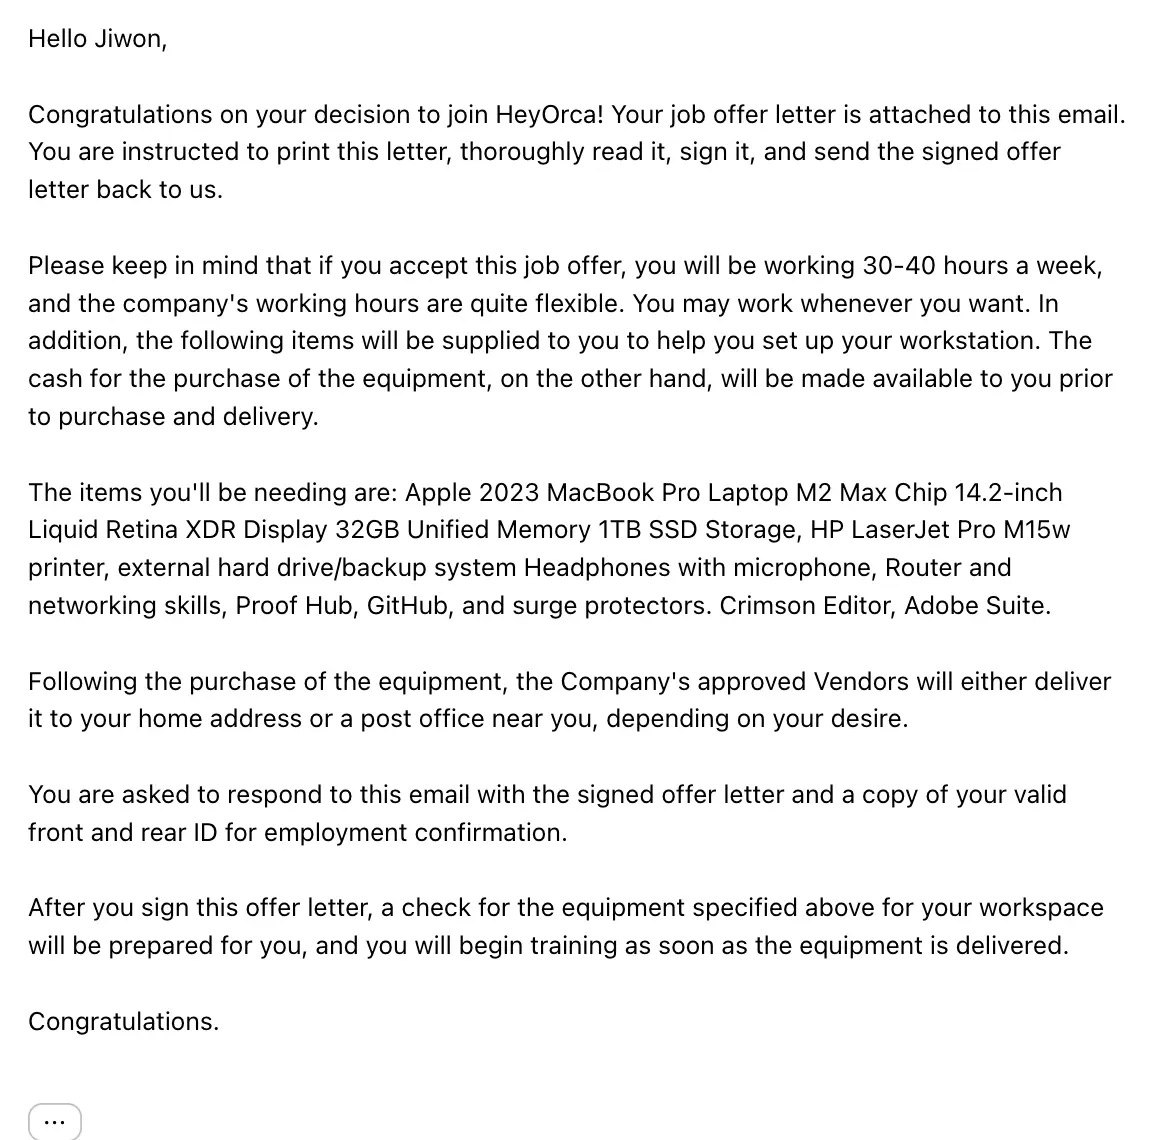 Hello Jiwon,
Congratulations on your decision to join HeyOrca! Your job offer letter is attached to this email.
You are instructed to print this letter, thoroughly read it, sign it, and send the signed offer
letter back to us.
Please keep in mind that if you accept this job offer, you will be working 30-40 hours a week,
and the company's working hours are quite flexible. You may work whenever you want. In
addition, the following items will be supplied to you to help you set up your workstation. The
cash for the purchase of the equipment, on the other hand, will be made available to you prior
to purchase and delivery.
The items you'll be needing are: Apple 2023 MacBook Pro Laptop M2 Max Chip 14.2-inch
Liquid Retina XDR Display 32GB Unified Memory 1TB SSD Storage, HP LaserJet Pro M15w
printer, external hard drive/backup system Headphones with microphone, Router and
networking skills, Proof Hub, GitHub, and surge protectors. Crimson Editor, Adobe Suite.
Following the purchase of the equipment, the Company's approved Vendors will either deliver
it to your home address or a post office near you, depending on your desire.
You are asked to respond to this email with the signed offer letter and a copy of your valid
front and rear ID for employment confirmation.
After you sign this offer letter, a check for the equipment specified above for your workspace
will be prepared for you, and you will begin training as soon as the equipment is delivered.
Congratulations.
...